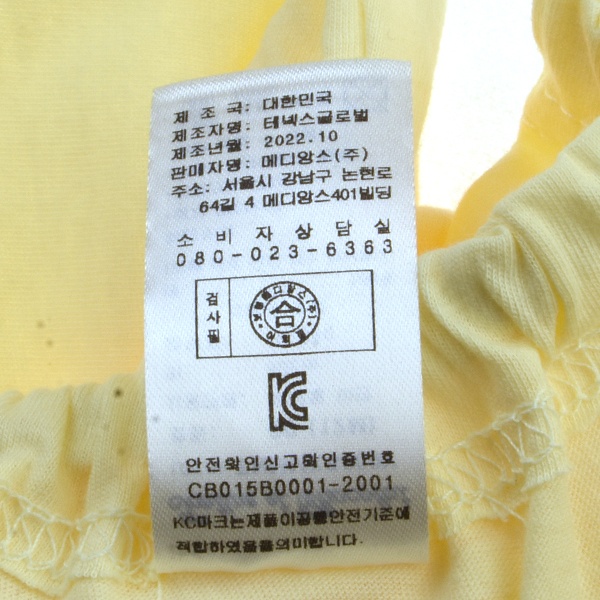 제 조 국: 대한민국
제조자명: 테넥스글로벌
제조년월: 2022.10
판매자명: 메디앙스(주)
주소: 서울시 강남구 논현로
64길 4 메디앙스401빌딩
소 비 자 상 담 실
080-023-6363
검사필
合
KC
안전확인신고확인증번호
CB015B0001-2001
KC마크는제품이공통안전기준에
적합하였음을의미합니다.